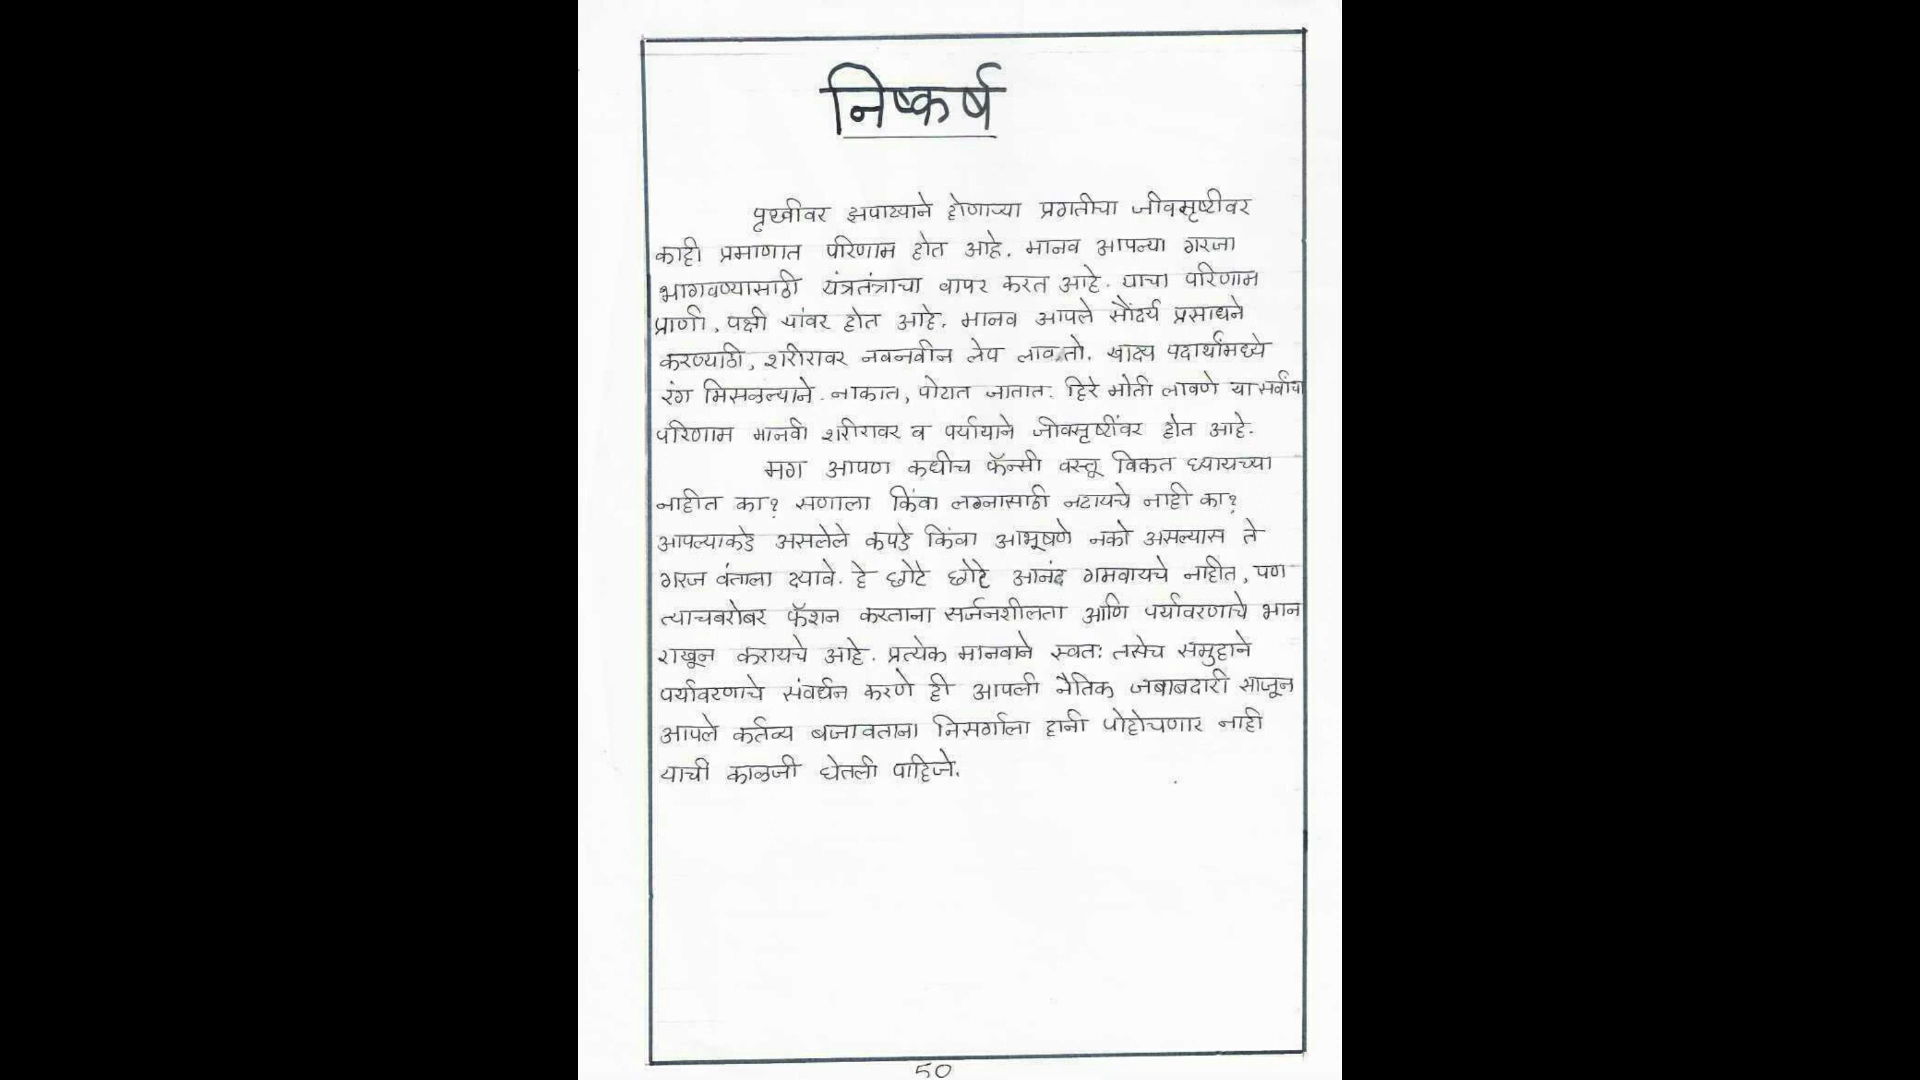 निष्कर्ष
पृथ्वीवर झपाट्याने होणाऱ्या प्रगतीचा जीवसृष्टीवर
काही प्रमाणात परिणाम होत आहे. मानव आपल्या गरजा
भागवण्यासाठी यंत्रतंत्राचा वापर करत आहे. याचा परिणाम
प्राणी, पक्षी यांवर होत आहे. मानव आपले सौंदर्य प्रसाधने
करण्याठी, शरीरावर नवनवीन लेप लावतो. खाद्य पदार्थांमध्ये
रंग मिसळल्याने. नाकात, पोटात जातात. हिरे मोती लावणे या सर्वांचा
परिणाम मानवी शरीरावर व पर्यायाने जीवसृष्टींवर होत आहे.
मग आपण कधीच फॅन्सी वस्तू विकत घ्यायच्या
नाहीत का? सणाला किंवा लग्नासाठी नटायचे नाही का?
आपल्याकडे असलेले कपडे किंवा आभूषणे नको असल्यास ते
गरज वंताला द्यावे. हे छोटे छोटे आनंद गमवायचे नाहीत, पण
त्याचबरोबर फॅशन करताना सर्जनशीलता आणि पर्यावरणाचे भान
राखून करायचे आहे. प्रत्येक मानवाने स्वतः तसेच समुहाने
पर्यावरणाचे संवर्धन करणे ही आपली नैतिक जबाबदारी साजून
आपले कर्तव्य बजावताना निसर्गाला हानी पोहोचणार नाही
याची काळजी घेतली पाहिजे.
50